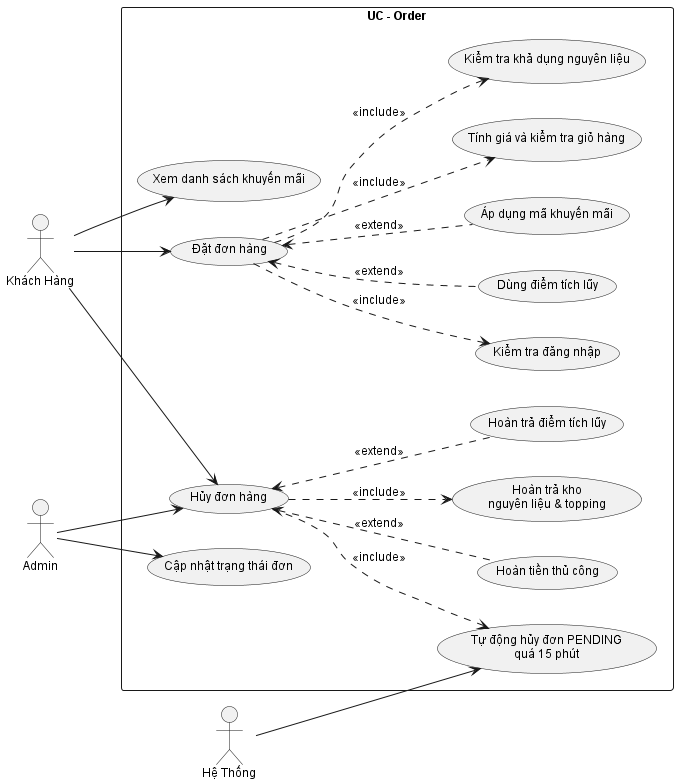 UC - Order
Kiểm tra khả dụng nguyên liệu
«include»
Tính giá và kiểm tra giỏ hàng
Xem danh sách khuyến mãi
«include»
Áp dụng mã khuyến mãi
«extend»
Đặt đơn hàng
Khách Hàng
«extend»
Dùng điểm tích lũy
«include»
Kiểm tra đăng nhập
Hoàn trả điểm tích lũy
«extend»
Hủy đơn hàng
«include»
Hoàn trả kho
nguyên liệu & topping
«extend»
Admin
Cập nhật trạng thái đơn
«include»
Hoàn tiền thủ công
Tự động hủy đơn PENDING
quá 15 phút
Hệ Thống